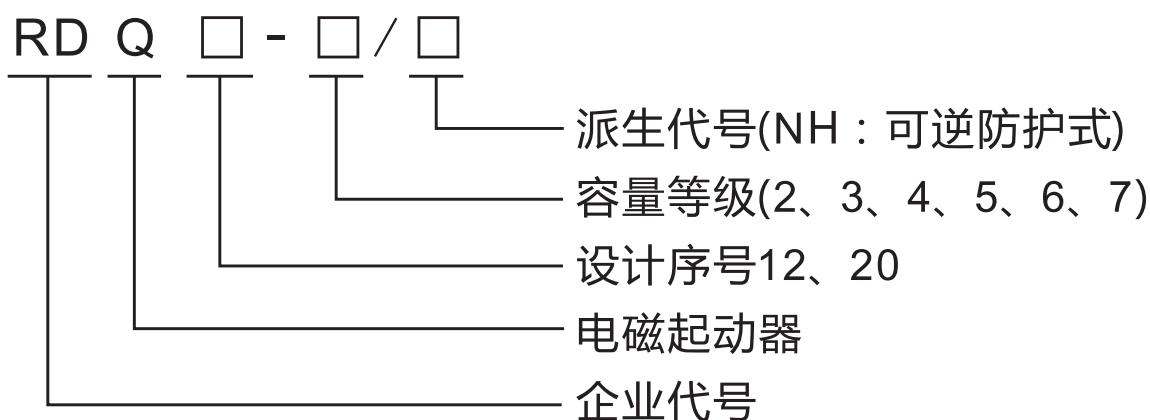 RD Q □ - □ / □
派生代号(NH：可逆防护式)
容量等级(2、3、4、5、6、7)
设计序号12、20
电磁起动器
企业代号